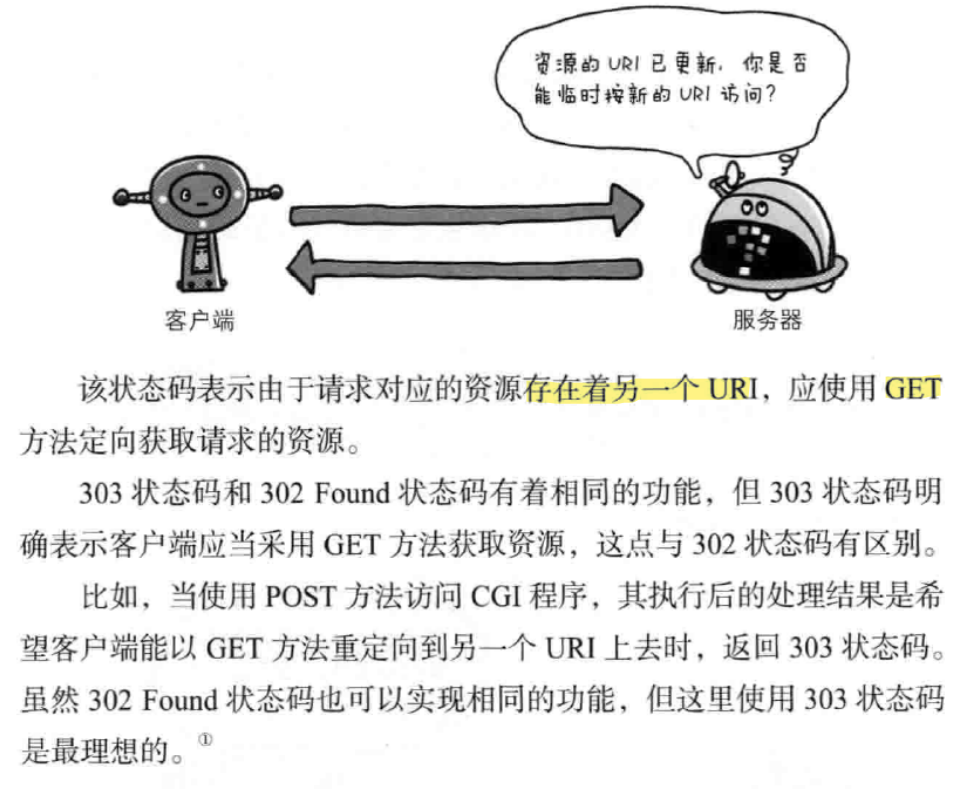 资源的 URI 已更新，你是否
能临时按新的 URI 访问？
客户端
服务器
该状态码表示由于请求对应的资源存在着另一个 URI，应使用 GET
方法定向获取请求的资源。
303 状态码和 302 Found 状态码有着相同的功能，但 303 状态码明
确表示客户端应当采用 GET 方法获取资源，这点与 302 状态码有区别。
比如，当使用 POST 方法访问 CGI 程序，其执行后的处理结果是希
望客户端能以 GET 方法重定向到另一个 URI 上去时，返回 303 状态码。
虽然 302 Found 状态码也可以实现相同的功能，但这里使用 303 状态码
是最理想的。①